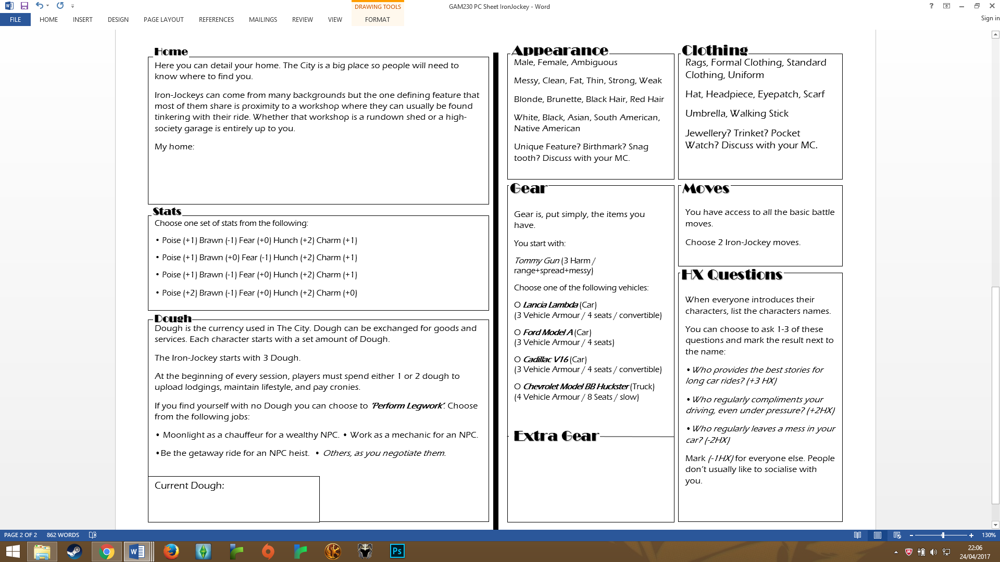 DRAWING TOOLS
GAM230 PC Sheet IronJockey - Word
?
FILE HOME INSERT DESIGN PAGE LAYOUT REFERENCES MAILINGS REVIEW VIEW FORMAT
Sign in
Home
Here you can detail your home. The City is a big place so people will need to
know where to find you.
Iron-Jockeys can come from many backgrounds but the one defining feature that
most of them share is proximity to a workshop where they can usually be found
tinkering with their ride. Whether that workshop is a rundown shed or a high-
society garage is entirely up to you.
My home:
Stats
Choose one set of stats from the following:
• Poise (+1) Brawn (-1) Fear (+0) Hunch (+2) Charm (+1)
• Poise (+1) Brawn (+0) Fear (-1) Hunch (+2) Charm (+1)
• Poise (+1) Brawn (-1) Fear (+0) Hunch (+2) Charm (+1)
• Poise (+2) Brawn (-1) Fear (+0) Hunch (+2) Charm (+0)
Dough
Dough is the currency used in The City. Dough can be exchanged for goods and
services. Each character starts with a set amount of Dough.
The Iron-Jockey starts with 3 Dough.
At the beginning of every session, players must spend either 1 or 2 dough to
upload lodgings, maintain lifestyle, and pay cronies.
If you find yourself with no Dough you can choose to ‘Perform Legwork’. Choose
from the following jobs:
• Moonlight as a chauffeur for a wealthy NPC. • Work as a mechanic for an NPC.
•Be the getaway ride for an NPC heist. • Others, as you negotiate them.
Current Dough:
Appearance
Male, Female, Ambiguous
Messy, Clean, Fat, Thin, Strong, Weak
Blonde, Brunette, Black Hair, Red Hair
White, Black, Asian, South American,
Native American
Unique Feature? Birthmark? Snag
tooth? Discuss with your MC.
Clothing
Rags, Formal Clothing, Standard
Clothing, Uniform
Hat, Headpiece, Eyepatch, Scarf
Umbrella, Walking Stick
Jewellery? Trinket? Pocket
Watch? Discuss with your MC.
Gear
Gear is, put simply, the items you
have.
You start with:
Tommy Gun (3 Harm /
range+spread+messy)
Choose one of the following vehicles:
O Lancia Lambda (Car)
(3 Vehicle Armour / 4 seats / convertible)
O Ford Model A (Car)
(3 Vehicle Armour / 4 seats)
O Cadillac V16 (Car)
(3 Vehicle Armour / 4 seats / convertible)
O Chevrolet Model BB Huckster (Truck)
(4 Vehicle Armour / 8 Seats / slow)
Extra Gear
Moves
You have access to all the basic battle
moves.
Choose 2 Iron-Jockey moves.
HX Questions
When everyone introduces their
characters, list the characters names.
You can choose to ask 1-3 of these
questions and mark the result next to
the name:
• Who provides the best stories for
long car rides? (+3 HX)
• Who regularly compliments your
driving, even under pressure? (+2HX)
• Who regularly leaves a mess in your
car? (-2HX)
Mark (-1HX) for everyone else. People
don’t usually like to socialise with
you.
PAGE 2 OF 2 862 WORDS
130%
Ps
22:06
24/04/2017